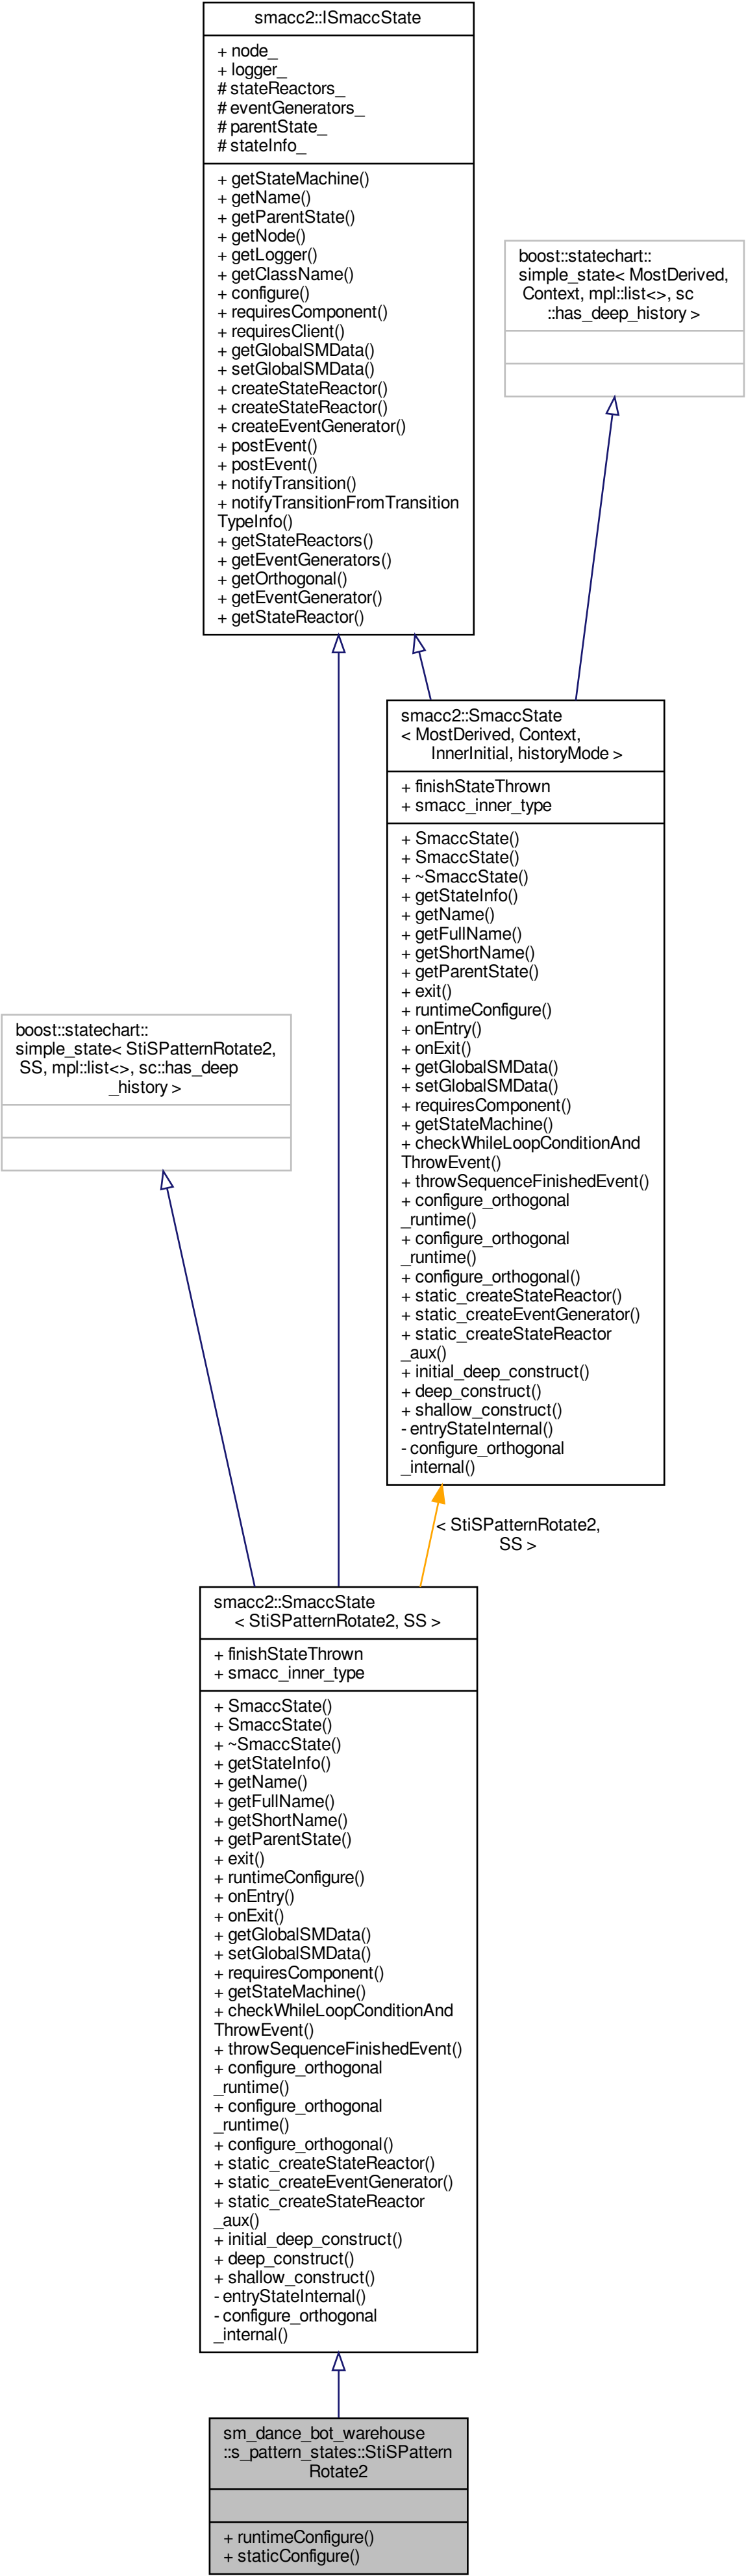 smacc2::ISmaccState
+ node_
+ logger_
# stateReactors_
# eventGenerators_
# parentState_
# stateInfo_
+ getStateMachine()
+ getName()
+ getParentState()
+ getNode()
+ getLogger()
+ getClassName()
+ configure()
+ requiresComponent()
+ requiresClient()
+ getGlobalSMData()
+ setGlobalSMData()
+ createStateReactor()
+ createStateReactor()
+ createEventGenerator()
+ postEvent()
+ postEvent()
+ notifyTransition()
+ notifyTransitionFromTransition
TypeInfo()
+ getStateReactors()
+ getEventGenerators()
+ getOrthogonal()
+ getEventGenerator()
+ getStateReactor()
boost::statechart::
simple_state< MostDerived,
Context, mpl::list<>, sc
::has_deep_history >
smacc2::SmaccState
< MostDerived, Context,
InnerInitial, historyMode >
+ finishStateThrown
+ smacc_inner_type
+ SmaccState()
+ SmaccState()
+ ~SmaccState()
+ getStateInfo()
+ getName()
+ getFullName()
+ getShortName()
+ getParentState()
+ exit()
+ runtimeConfigure()
+ onEntry()
+ onExit()
+ getGlobalSMData()
+ setGlobalSMData()
+ requiresComponent()
+ getStateMachine()
+ checkWhileLoopConditionAnd
ThrowEvent()
+ throwSequenceFinishedEvent()
+ configure_orthogonal
_runtime()
+ configure_orthogonal
_runtime()
+ configure_orthogonal()
+ static_createStateReactor()
+ static_createEventGenerator()
+ static_createStateReactor
_aux()
+ initial_deep_construct()
+ deep_construct()
+ shallow_construct()
- entryStateInternal()
- configure_orthogonal
_internal()
boost::statechart::
simple_state< StiSPatternRotate2,
SS, mpl::list<>, sc::has_deep
_history >
< StiSPatternRotate2,
SS >
smacc2::SmaccState
< StiSPatternRotate2, SS >
+ finishStateThrown
+ smacc_inner_type
+ SmaccState()
+ SmaccState()
+ ~SmaccState()
+ getStateInfo()
+ getName()
+ getFullName()
+ getShortName()
+ getParentState()
+ exit()
+ runtimeConfigure()
+ onEntry()
+ onExit()
+ getGlobalSMData()
+ setGlobalSMData()
+ requiresComponent()
+ getStateMachine()
+ checkWhileLoopConditionAnd
ThrowEvent()
+ throwSequenceFinishedEvent()
+ configure_orthogonal
_runtime()
+ configure_orthogonal
_runtime()
+ configure_orthogonal()
+ static_createStateReactor()
+ static_createEventGenerator()
+ static_createStateReactor
_aux()
+ initial_deep_construct()
+ deep_construct()
+ shallow_construct()
- entryStateInternal()
- configure_orthogonal
_internal()
sm_dance_bot_warehouse
::s_pattern_states::StiSPattern
Rotate2
+ runtimeConfigure()
+ staticConfigure()